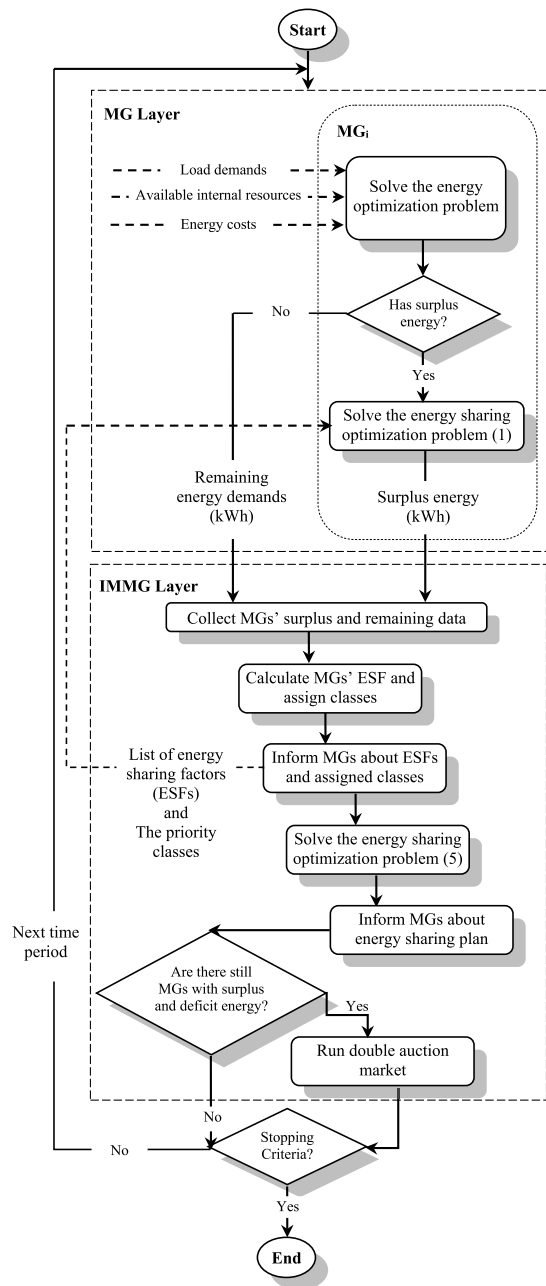 Start
MG Layer
MGi
Load demands
Available internal resources
Energy costs
Solve the energy
optimization problem
Has surplus
energy?
No
Yes
Solve the energy sharing
optimization problem (1)
Remaining
energy demands
(kWh)
Surplus energy
(kWh)
IMMG Layer
Collect MGs' surplus and remaining data
Calculate MGs' ESF and
assign classes
List of energy
sharing factors
(ESFs)
and
The priority
classes
Inform MGs about ESFs
and assigned classes
Solve the energy sharing
optimization problem (5)
Inform MGs about
energy sharing plan
Next time
period
Are there still
MGs with surplus
and deficit energy?
Yes
Run double auction
market
No
Stopping
Criteria?
No
Yes
End